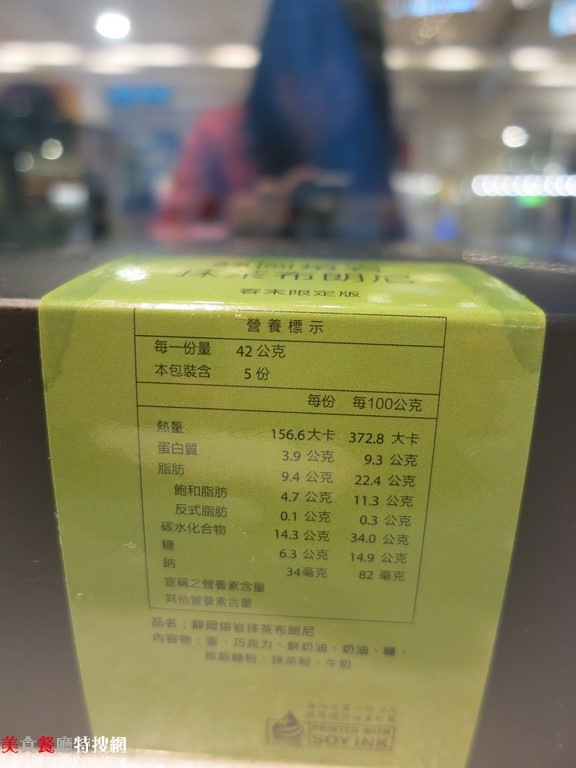 抹茶布朗尼
春末限定版
營養標示
每一份量 42公克
本包裝含 5份
每份 每100公克
熱量 156.6大卡 372.8 大卡
蛋白質 3.9 公克 9.3 公克
脂肪 9.4 公克 22.4 公克
飽和脂肪 4.7 公克 11.3 公克
反式脂肪 0.1 公克 0.3 公克
碳水化合物 14.3 公克 34.0 公克
糖 6.3 公克 14.9 公克
鈉 34毫克 82 毫克
宣稱之營養素含量
其他營養素含量
品名：靜岡熔岩抹茶布朗尼
內容物：蛋、巧克力、鮮奶油、奶油、糖、
低筋麵粉、抹茶粉、牛奶
PRINTED WITH
SOY INK
美食餐廳特搜網